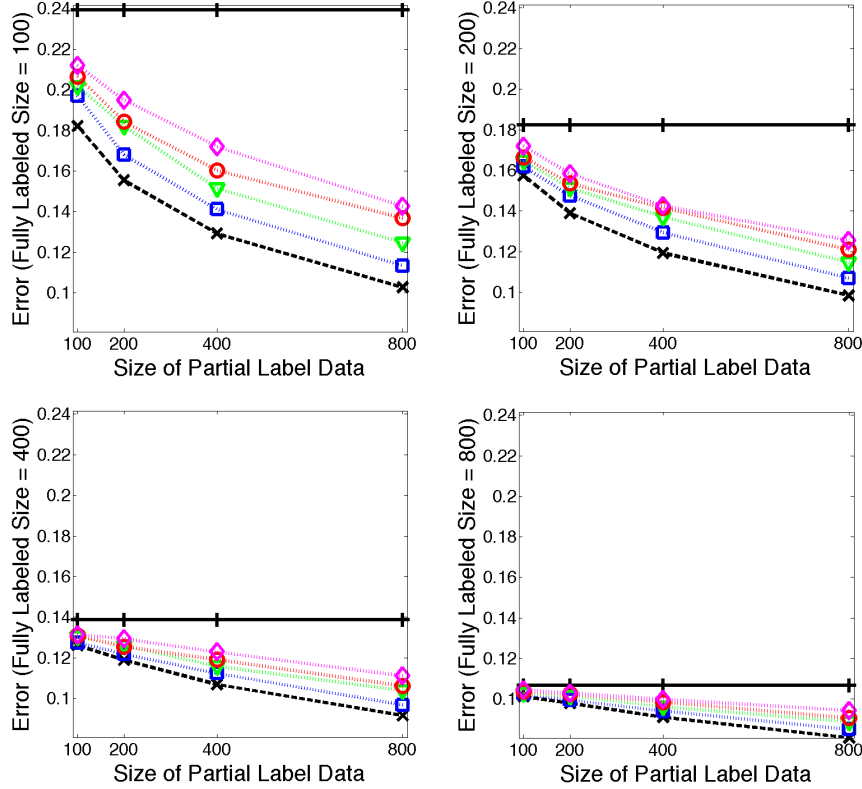 Error (Fully Labeled Size = 100)
0.24
0.22
0.2
0.18
0.16
0.14
0.12
0.1
100 200 400 800
Size of Partial Label Data
Error (Fully Labeled Size = 200)
0.24
0.22
0.2
0.18
0.16
0.14
0.12
0.1
100 200 400 800
Size of Partial Label Data
Error (Fully Labeled Size = 400)
0.24
0.22
0.2
0.18
0.16
0.14
0.12
0.1
100 200 400 800
Size of Partial Label Data
Error (Fully Labeled Size = 800)
0.24
0.22
0.2
0.18
0.16
0.14
0.12
0.1
100 200 400 800
Size of Partial Label Data